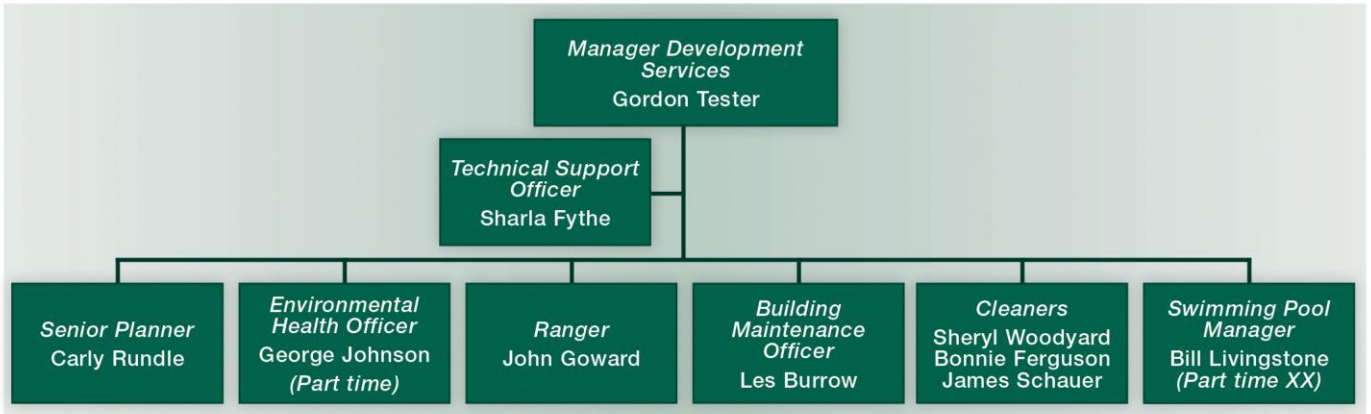 Manager Development
Services
Gordon Tester
Technical Support
Officer
Sharla Fythe
Senior Planner
Carly Rundle
Environmental
Health Officer
George Johnson
(Part time)
Ranger
John Goward
Building
Maintenance
Officer
Les Burrow
Cleaners
Sheryl Woodyard
Bonnie Ferguson
James Schauer
Swimming Pool
Manager
Bill Livingstone
(Part time XX)